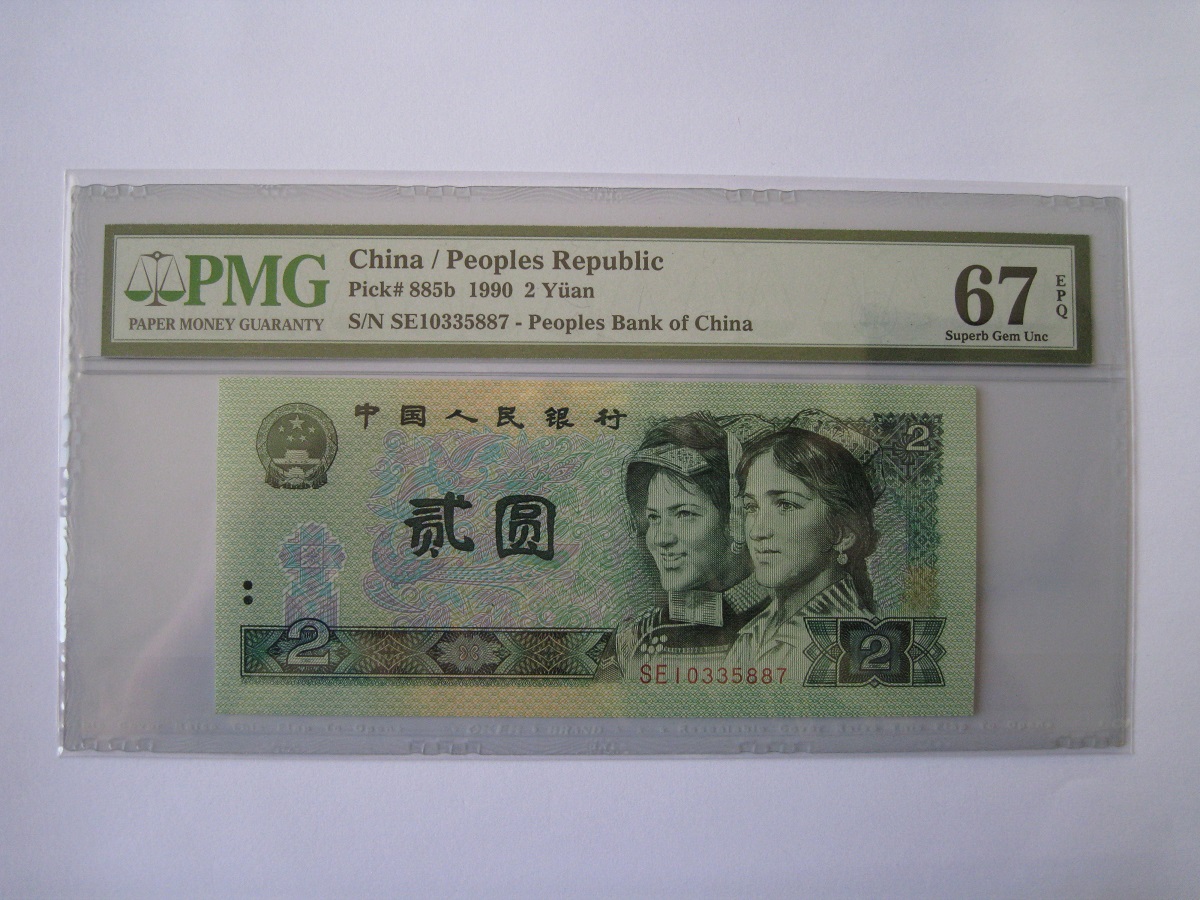 PMG
PAPER MONEY GUARANTY
China / Peoples Republic
Pick# 885b 1990 2 Yüan
S/N SE10335887 - Peoples Bank of China
67
EPQ
Superb Gem Unc
中国人民银行
2
贰圆
2
2
SE10335887